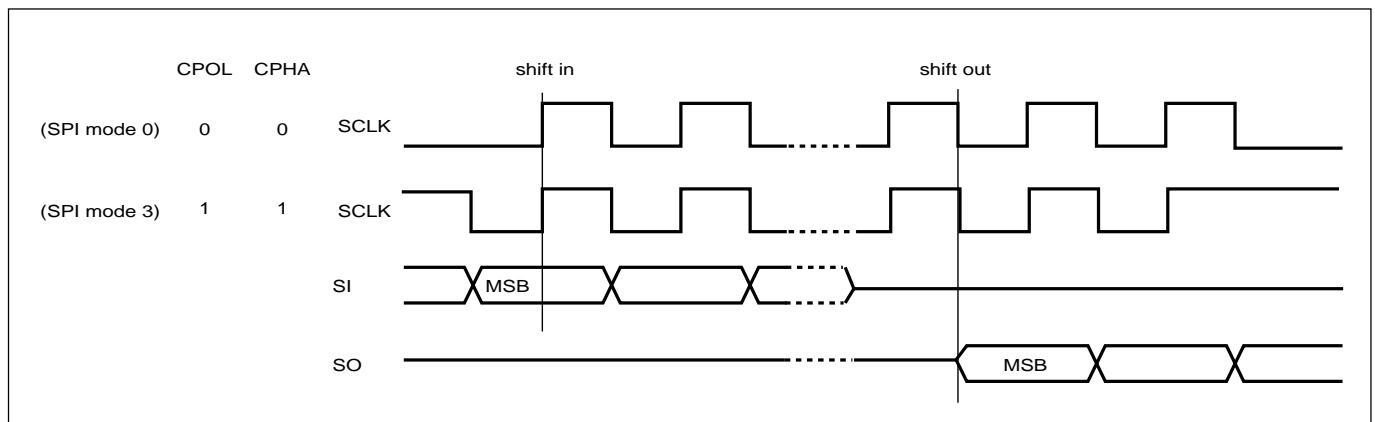 CPOL CPHA shift in shift out
(SPI mode 0) 0 0 SCLK
(SPI mode 3) 1 1 SCLK
SI MSB
SO MSB